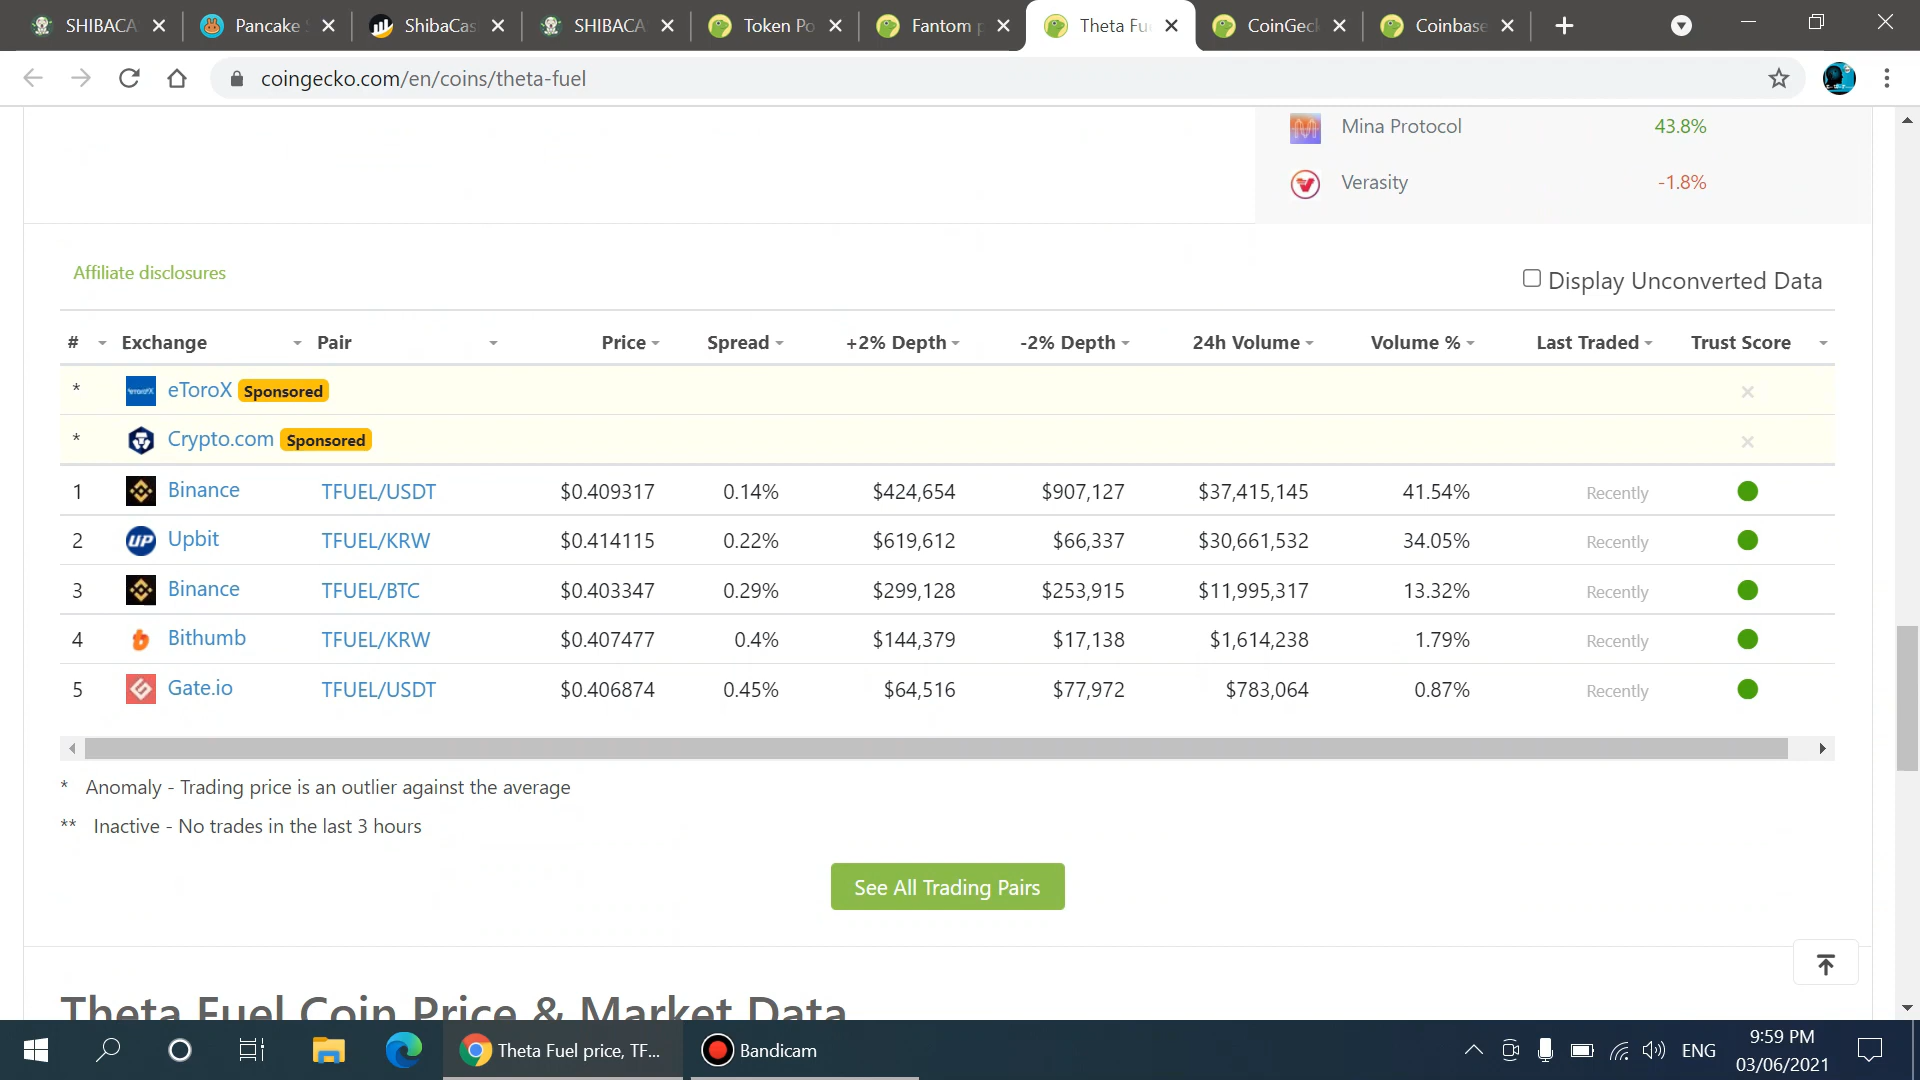 SHIBACA
Pancake S
ShibaCas
SHIBACA
Token Po
Fantom p
Theta Fu
CoinGeck
Coinbase
coingecko.com/en/coins/theta-fuel
Mina Protocol 43.8%
Verasity -1.8%
Affiliate disclosures
Display Unconverted Data
# Exchange Pair Price Spread +2% Depth -2% Depth 24h Volume Volume % Last Traded Trust Score
* eToroX Sponsored
* Crypto.com Sponsored
1 Binance TFUEL/USDT $0.409317 0.14% $424,654 $907,127 $37,415,145 41.54% Recently
2 UP Upbit TFUEL/KRW $0.414115 0.22% $619,612 $66,337 $30,661,532 34.05% Recently
3 Binance TFUEL/BTC $0.403347 0.29% $299,128 $253,915 $11,995,317 13.32% Recently
4 Bithumb TFUEL/KRW $0.407477 0.4% $144,379 $17,138 $1,614,238 1.79% Recently
5 Gate.io TFUEL/USDT $0.406874 0.45% $64,516 $77,972 $783,064 0.87% Recently
* Anomaly - Trading price is an outlier against the average
** Inactive - No trades in the last 3 hours
See All Trading Pairs
Theta Fuel Coin Price & Market Data
Theta Fuel price, TF...
Bandicam
ENG
9:59 PM
03/06/2021